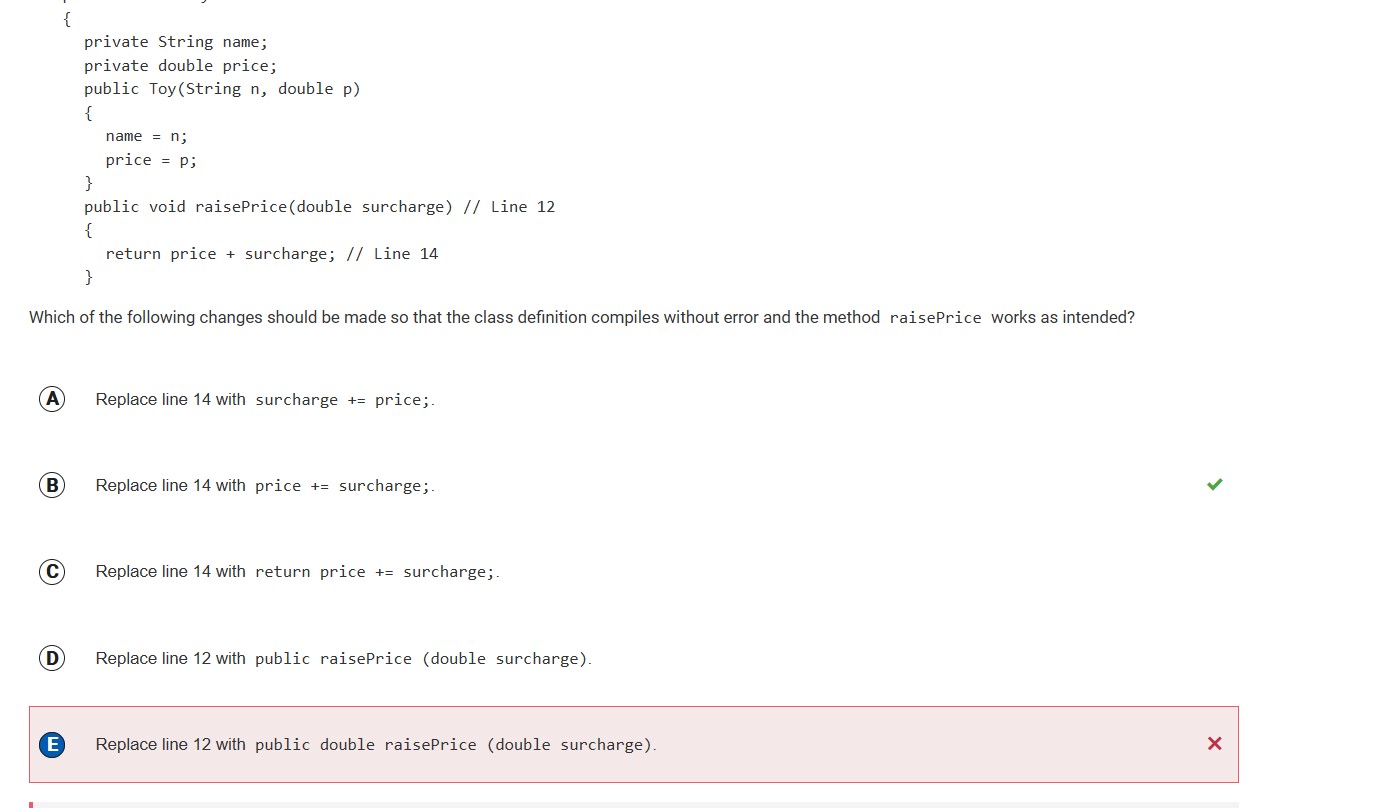 {
private String name;
private double price;
public Toy(String n, double p)
{
name = n;
price = p;
}
public void raisePrice(double surcharge) // Line 12
{
return price + surcharge; // Line 14
}
Which of the following changes should be made so that the class definition compiles without error and the method raisePrice works as intended?
A Replace line 14 with surcharge += price;.
B Replace line 14 with price += surcharge;.
C Replace line 14 with return price += surcharge;.
D Replace line 12 with public raisePrice (double surcharge).
E Replace line 12 with public double raisePrice (double surcharge).